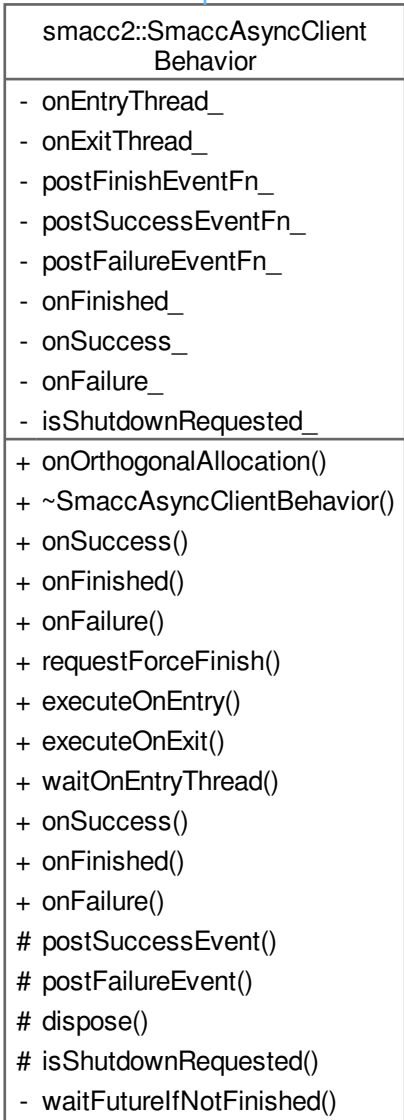 smacc2::SmaccAsyncClient
Behavior
- onEntryThread_
- onExitThread_
- postFinishEventFn_
- postSuccessEventFn_
- postFailureEventFn_
- onFinished_
- onSuccess_
- onFailure_
- isShutdownRequested_
+ onOrthogonalAllocation()
+ ~SmaccAsyncClientBehavior()
+ onSuccess()
+ onFinished()
+ onFailure()
+ requestForceFinish()
+ executeOnEntry()
+ executeOnExit()
+ waitOnEntryThread()
+ onSuccess()
+ onFinished()
+ onFailure()
# postSuccessEvent()
# postFailureEvent()
# dispose()
# isShutdownRequested()
- waitFutureIfNotFinished()